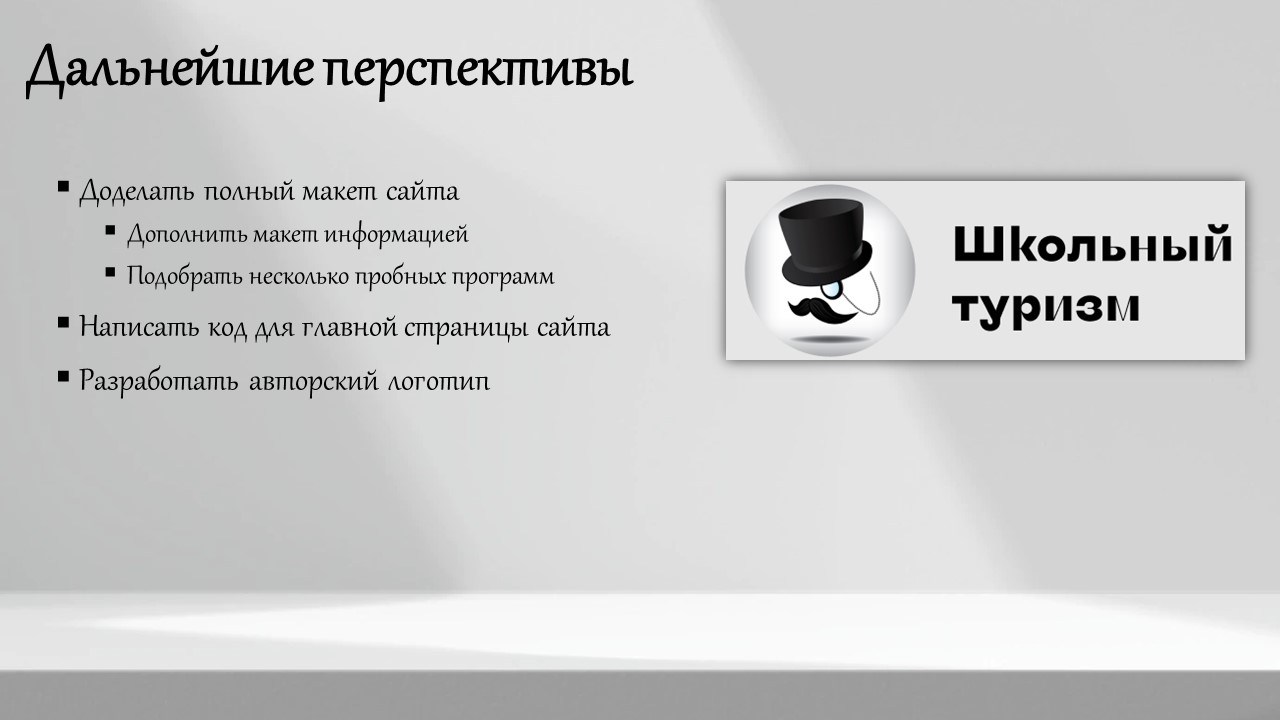 Дальнейшие перспективы
Доделать полный макет сайта
Дополнить макет информацией
Подобрать несколько пробных программ
Написать код для главной страницы сайта
Разработать авторский логотип
Школьный
туризм